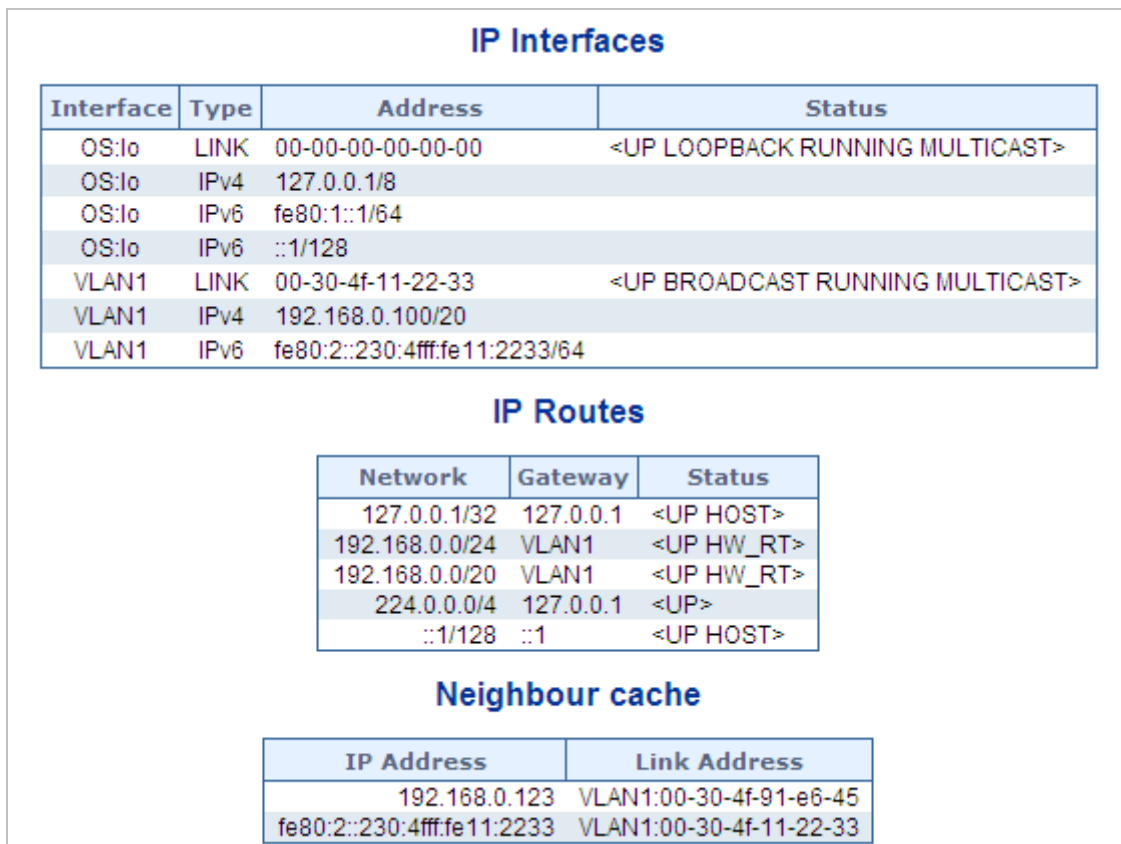 IP Interfaces
Interface Type Address Status
OS:lo LINK 00-00-00-00-00-00 <UP LOOPBACK RUNNING MULTICAST>
OS:lo IPv4 127.0.0.1/8
OS:lo IPv6 fe80:1::1/64
OS:lo IPv6 ::1/128
VLAN1 LINK 00-30-4f-11-22-33 <UP BROADCAST RUNNING MULTICAST>
VLAN1 IPv4 192.168.0.100/20
VLAN1 IPv6 fe80:2::230:4fff:fe11:2233/64
IP Routes
Network Gateway Status
127.0.0.1/32 127.0.0.1 <UP HOST>
192.168.0.0/24 VLAN1 <UP HW_RT>
192.168.0.0/20 VLAN1 <UP HW_RT>
224.0.0.0/4 127.0.0.1 <UP>
::1/128 ::1 <UP HOST>
Neighbour cache
IP Address Link Address
192.168.0.123 VLAN1:00-30-4f-91-e6-45
fe80:2::230:4fff:fe11:2233 VLAN1:00-30-4f-11-22-33